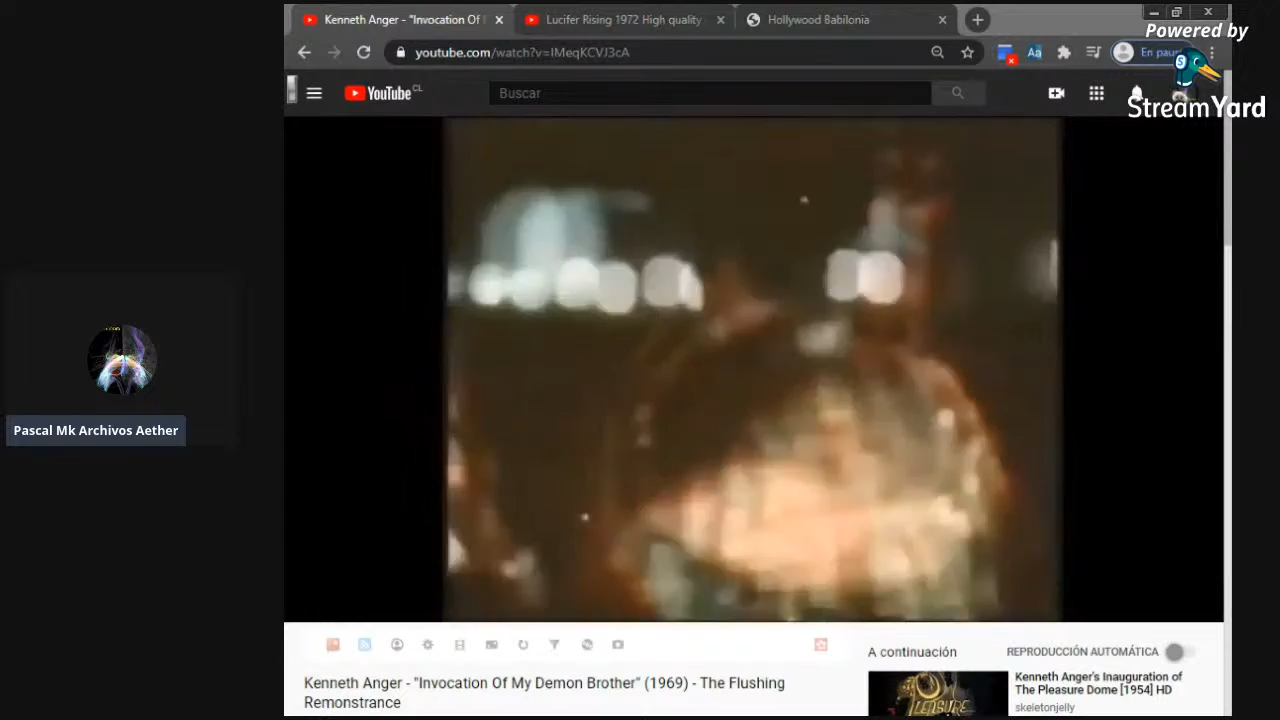 Kenneth Anger - "Invocation Of
Lucifer Rising 1972 High quality
Hollywood Babilonia
youtube.com/watch?v=IMeqKCVJ3cA
En pau
Powered by
StreamYard
YouTube CL
Buscar
Pascal Mk Archivos Aether
Kenneth Anger - "Invocation Of My Demon Brother" (1969) - The Flushing
Remonstrance
A continuación
REPRODUCCIÓN AUTOMÁTICA
Kenneth Anger's Inauguration of
The Pleasure Dome [1954] HD
skeletonjelly
PLEASURE